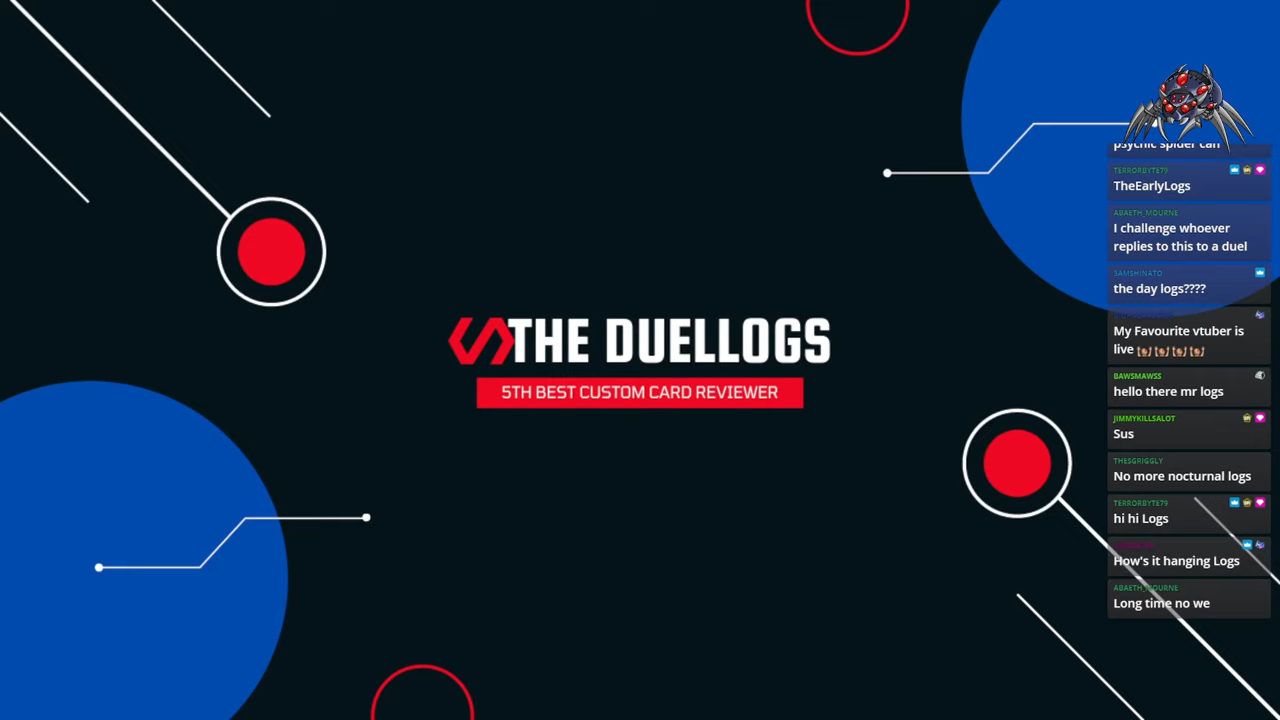 THE DUELLOGS
5TH BEST CUSTOM CARD REVIEWER
psychic spider can
TERRORBYTE79
TheEarlyLogs
ABAETH_MOURNE
I challenge whoever
replies to this to a duel
SAMSHINATO
the day logs????
My Favourite vtuber is
live
BAWSMAWSS
hello there mr logs
JIMMYKILLSALOT
Sus
THESGRIGGLY
No more nocturnal logs
TERRORBYTE79
hi hi Logs
How's it hanging Logs
ABAETH_MOURNE
Long time no we